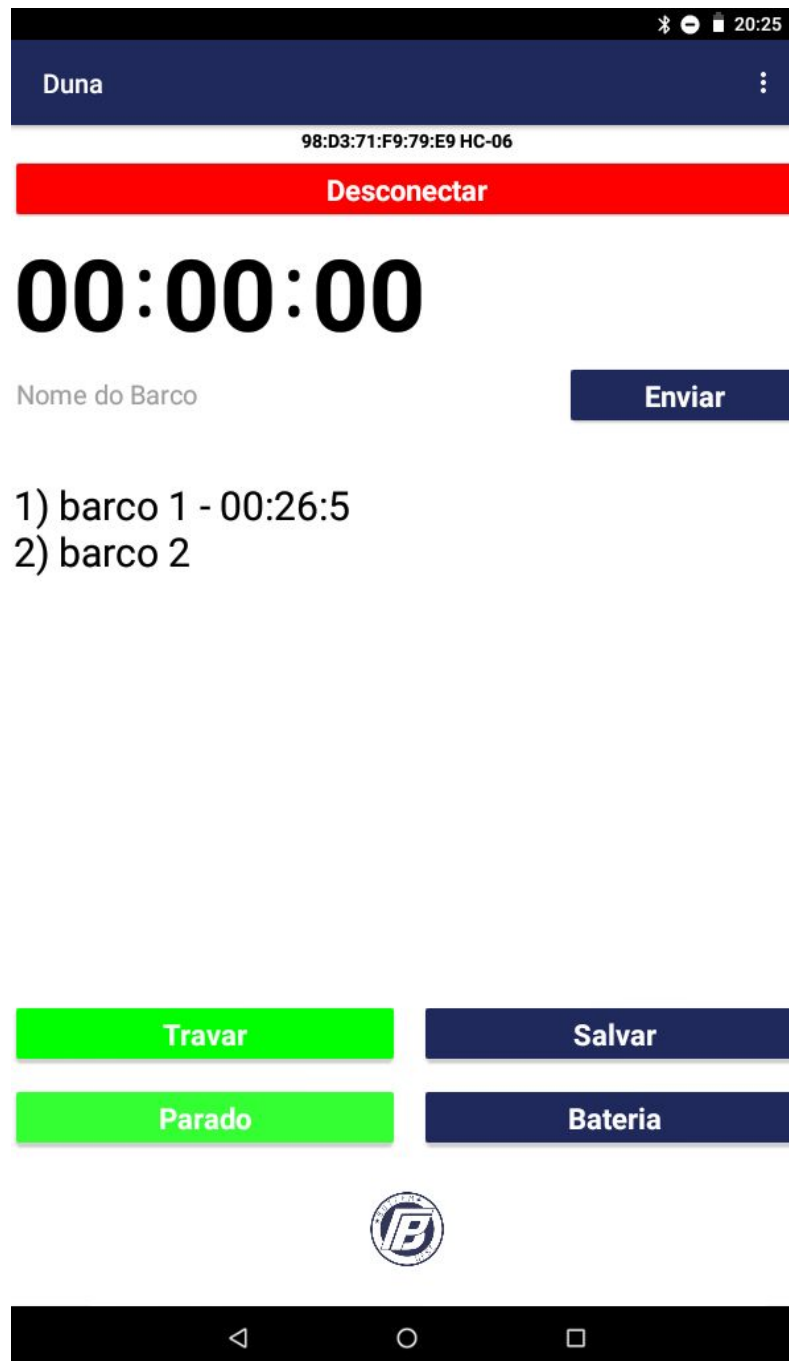 20:25
Duna
98:D3:71:F9:79:E9 HC-06
Desconectar
00:00:00
Nome do Barco
Enviar
1) barco 1 - 00:26:5
2) barco 2
Travar
Salvar
Parado
Bateria